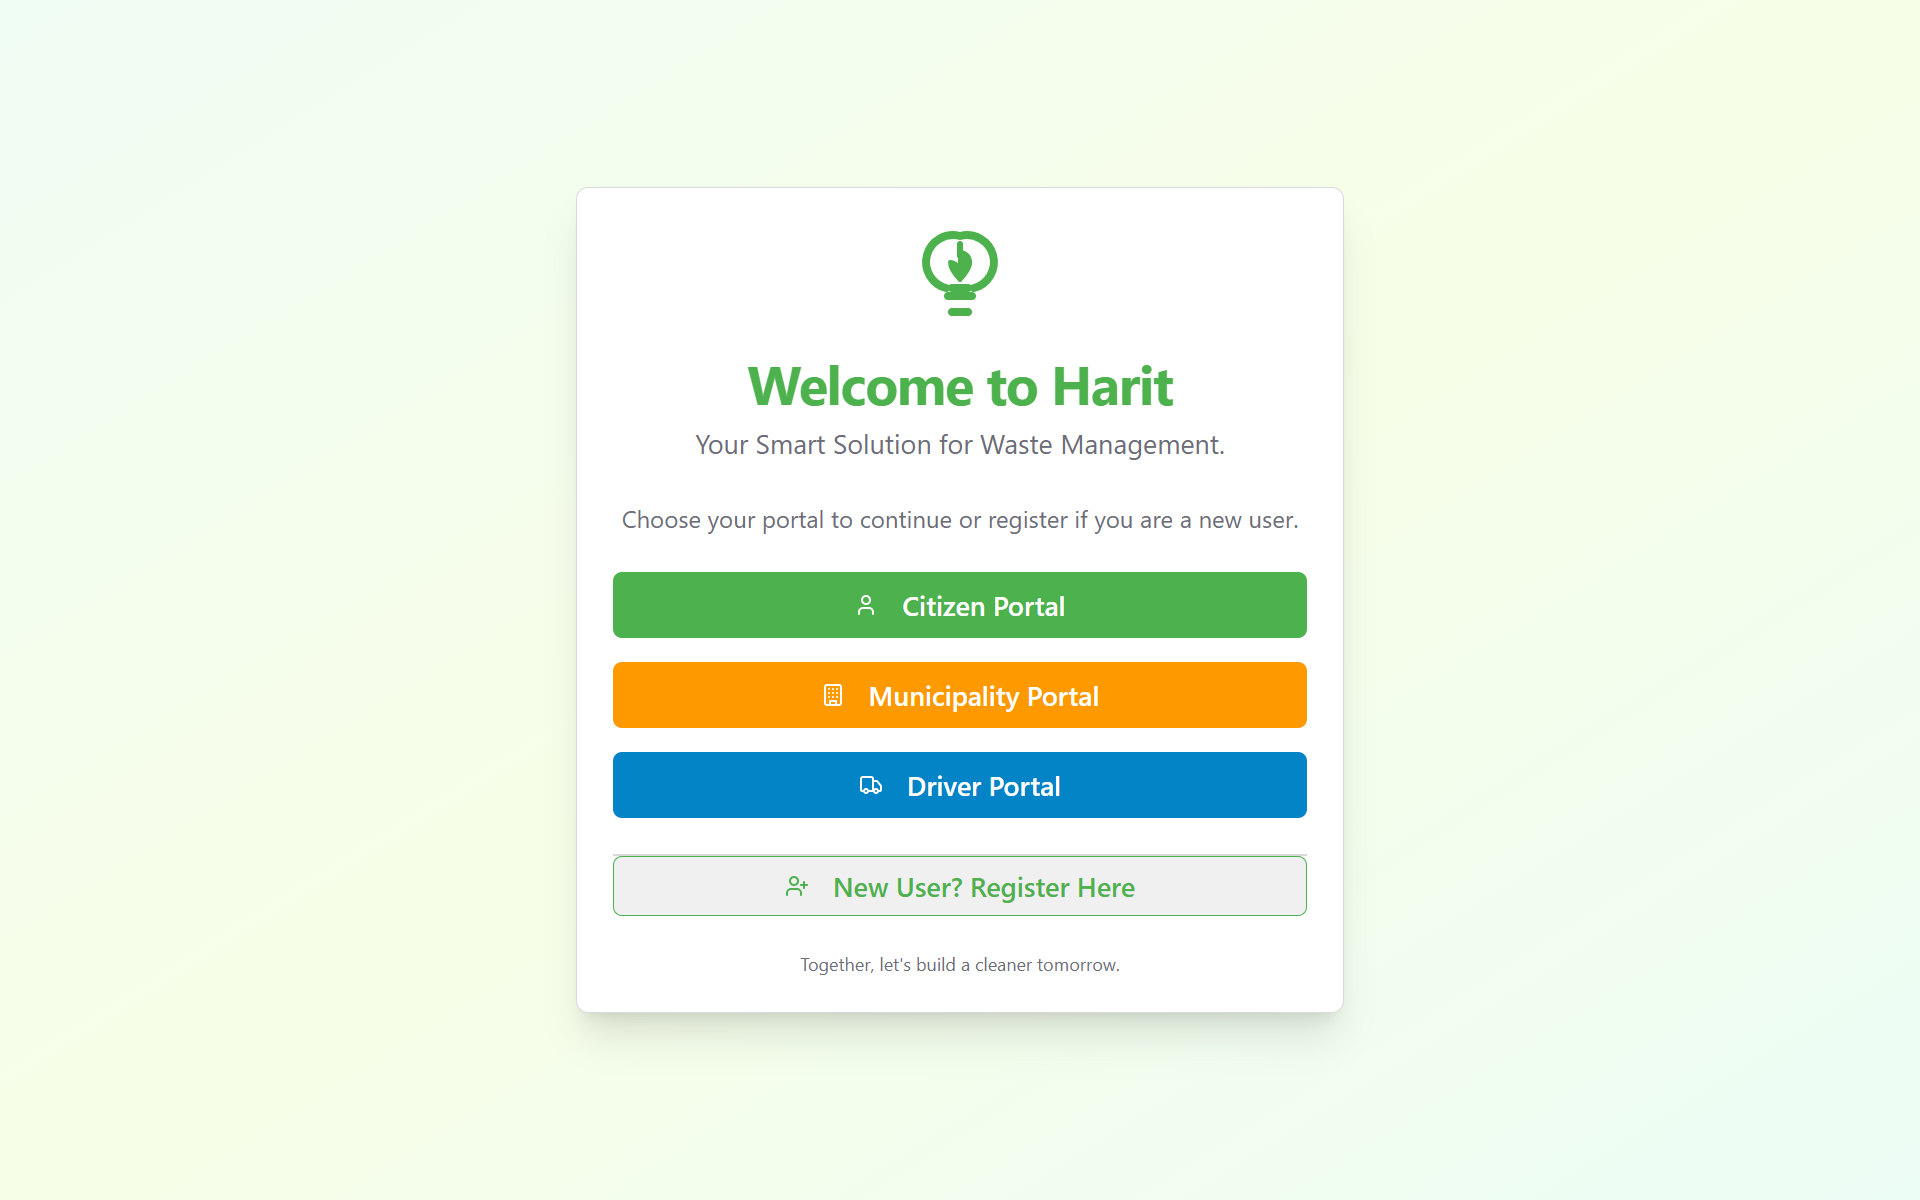 Welcome to Harit
Your Smart Solution for Waste Management.
Choose your portal to continue or register if you are a new user.
Citizen Portal
Municipality Portal
Driver Portal
New User? Register Here
Together, let's build a cleaner tomorrow.